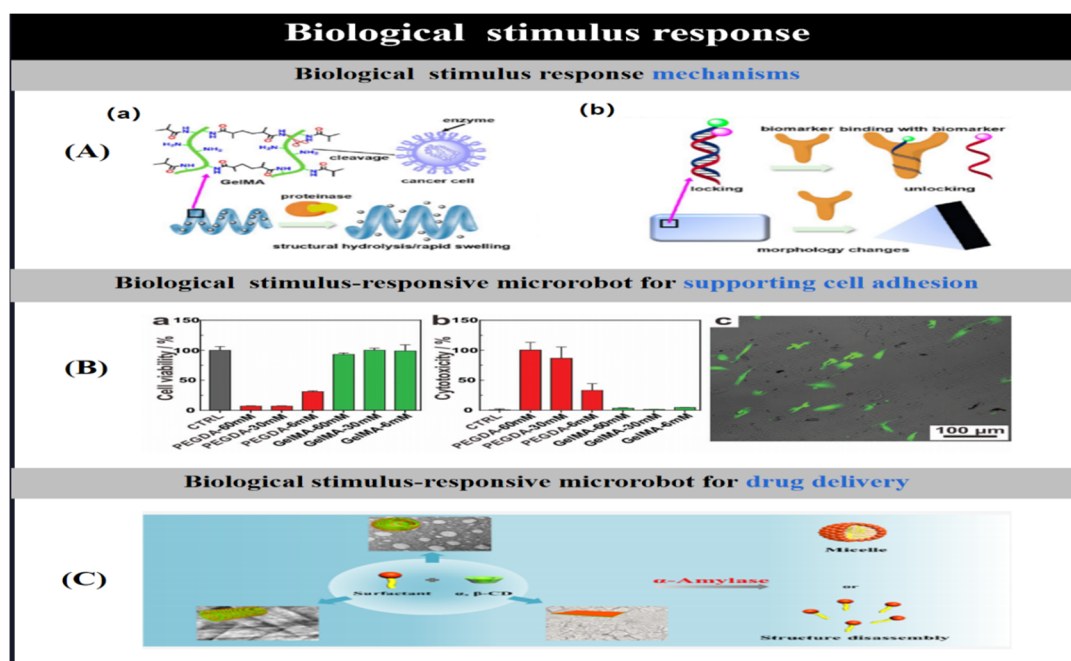 Biological stimulus response
Biological stimulus response mechanisms
(a)
(b)
(A)
enzyme
H₂N
NH₂
cleavage
GelMA
cancer cell
proteinase
structural hydrolysis/rapid swelling
biomarker
binding with biomarker
locking
unlocking
morphology changes
Biological stimulus-responsive microrobot for supporting cell adhesion
(B)
a
Cell viability / %
150
100
50
0
CTRL
PEGDA-60mM
PEGDA-30mM
PEGDA-6mM
GelMA-60mM
GelMA-30mM
GelMA-6mM
b
Cytotoxicity / %
150
100
50
0
CTRL
PEGDA-60mM
PEGDA-30mM
PEGDA-6mM
GelMA-60mM
GelMA-30mM
GelMA-6mM
c
100 µm
Biological stimulus-responsive microrobot for drug delivery
(C)
Surfactant
+
α, β-CD
α-Amylase
Micelle
or
Structure disassembly